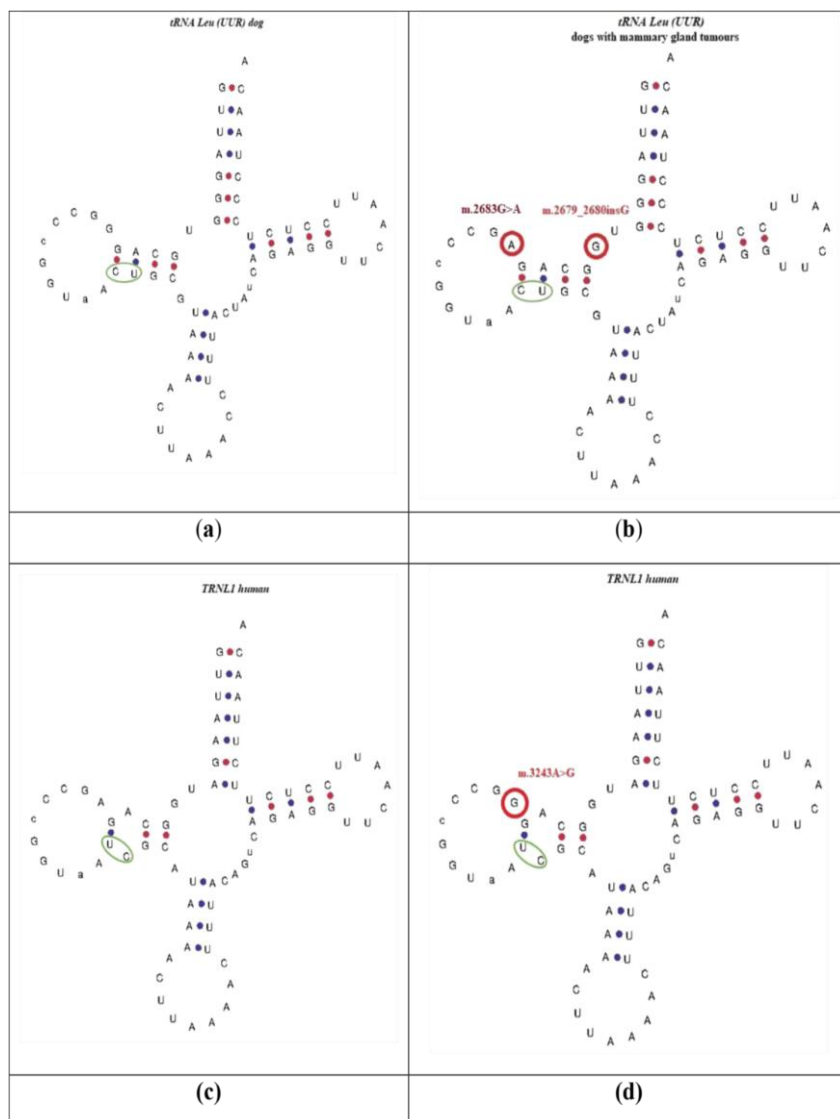 tRNA Leu (UUR) dog
A
G C
U A
U A
A U
G C
G C
G C
U
U C U C C
G A G G
U U A A C U U
A C U A U C A
G A C G
C U G C
G G C C c G G U a A
G
U A
A U
A U
A U
A U
A C U U A A A C C
(a)
tRNA Leu (UUR)
dogs with mammary gland tumours
A
G C
U A
U A
A U
G C
G C
G C
m.2683G>A
m.2679_2680insG
U
G
U C U C C
G A G G
U U A A C U U
A C u A U C A
G A C G
C U G C
A G C C c G G U a A
G
U A
A U
A U
A U
A C U U A A A C C
(b)
TRNL1 human
A
G C
U A
U A
A U
A U
G C
A U
U
G
U C U C C
G A G G
U U A A C U U
A C u G A C A
G A C G
U C G C
A G C C c G G U a A
A
U A
A U
A U
A U
A C U U A A A C
(c)
TRNL1 human
A
G C
U A
U A
A U
A U
G C
A U
m.3243A>G
U
G
U C U C C
G A G G
U U A A C U U
A C u G A C A
G A C G
U C G C
G G C C c G G U a A
A
U A
A U
A U
A U
A C U U A A A C
(d)